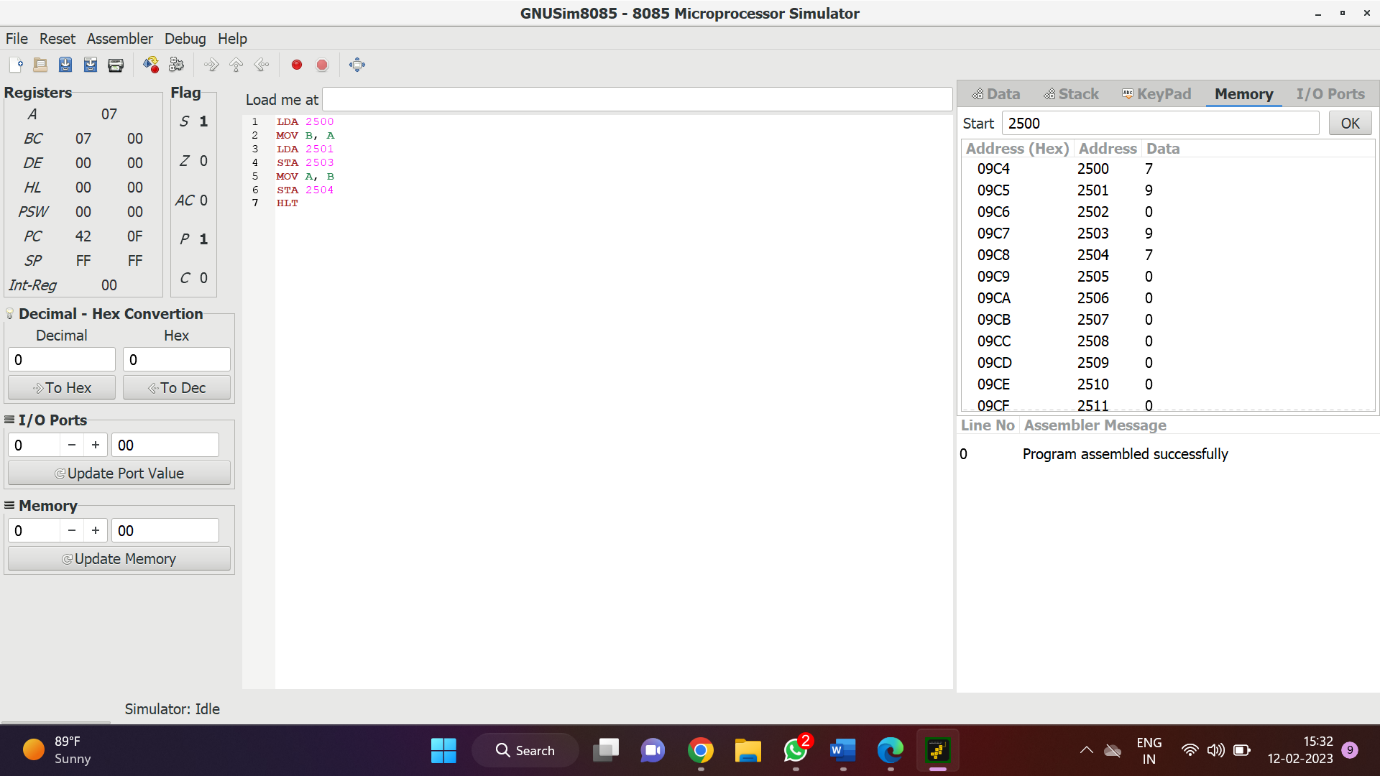 GNUSim8085 - 8085 Microprocessor Simulator
File Reset Assembler Debug Help
Registers
A 07
BC 07 00
DE 00 00
HL 00 00
PSW 00 00
PC 42 0F
SP FF FF
Int-Reg 00
Flag
S 1
Z 0
AC 0
P 1
C 0
Decimal - Hex Convertion
Decimal Hex
0 0
To Hex To Dec
I/O Ports
0 - + 00
Update Port Value
Memory
0 - + 00
Update Memory
Load me at
1 LDA 2500
2 MOV B, A
3 LDA 2501
4 STA 2503
5 MOV A, B
6 STA 2504
7 HLT
Data Stack KeyPad Memory I/O Ports
Start 2500 OK
Address (Hex) Address Data
09C4 2500 7
09C5 2501 9
09C6 2502 0
09C7 2503 9
09C8 2504 7
09C9 2505 0
09CA 2506 0
09CB 2507 0
09CC 2508 0
09CD 2509 0
09CE 2510 0
09CF 2511 0
Line No Assembler Message
0 Program assembled successfully
Simulator: Idle
89°F
Sunny
Search
2
W
ENG
IN
15:32
12-02-2023
9